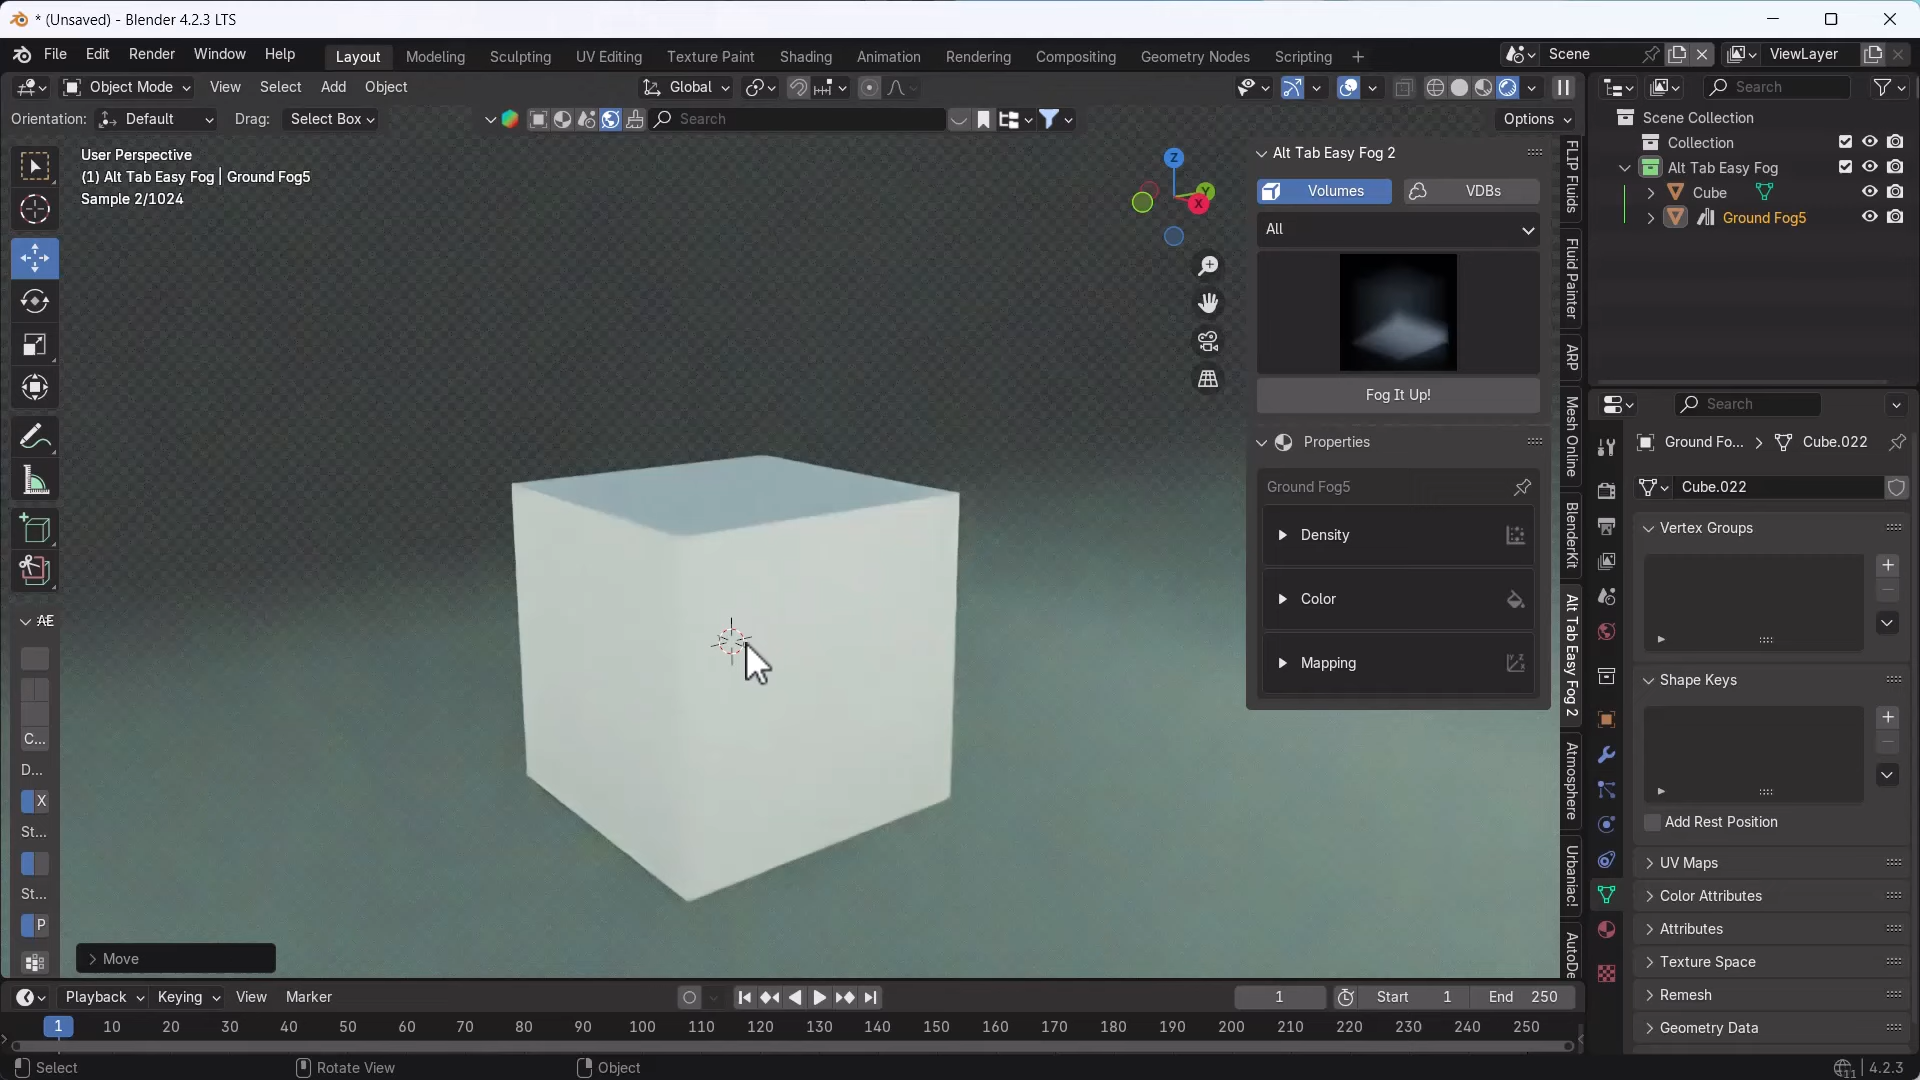 * (Unsaved) - Blender 4.2.3 LTS
File Edit Render Window Help
Layout Modeling Sculpting UV Editing Texture Paint Shading Animation Rendering Compositing Geometry Nodes Scripting +
Scene
ViewLayer
Object Mode View Select Add Object
Global
Search
Orientation: Default Drag: Select Box
Search
Options
User Perspective
(1) Alt Tab Easy Fog | Ground Fog5
Sample 2/1024
Z
Y
X
Alt Tab Easy Fog 2
Volumes VDBs
All
Fog It Up!
Properties
Ground Fog5
Density
Color
Mapping
FLIP Fluids
Fluid Painter
ARP
Mesh Online
BlenderKit
Alt Tab Easy Fog 2
Atmosphere
Urbaniac!
AutoDe
Scene Collection
Collection
Alt Tab Easy Fog
Cube
Ground Fog5
Search
Ground Fo... > Cube.022
Cube.022
Vertex Groups
Shape Keys
Add Rest Position
UV Maps
Color Attributes
Attributes
Texture Space
Remesh
Geometry Data
AE
C...
D...
X
St...
St...
P
Move
Playback Keying View Marker
1
Start 1
End 250
1 10 20 30 40 50 60 70 80 90 100 110 120 130 140 150 160 170 180 190 200 210 220 230 240 250
Select
Rotate View
Object
11
4.2.3